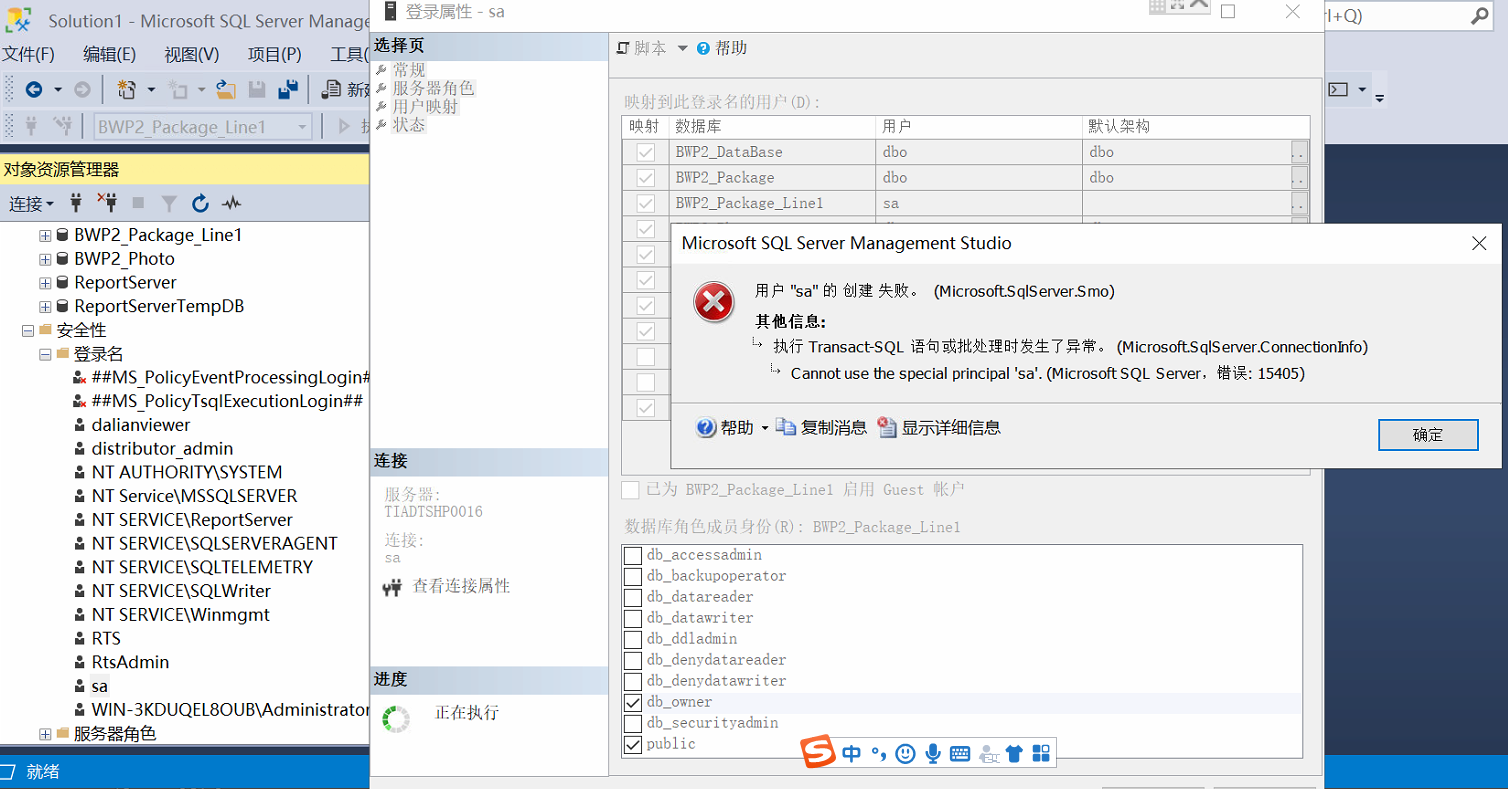 Solution1 - Microsoft SQL Server Manage
文件(F) 编辑(E) 视图(V) 项目(P) 工具(
新建
BWP2_Package_Line1
对象资源管理器
连接
BWP2_Package_Line1
BWP2_Photo
ReportServer
ReportServerTempDB
安全性
登录名
##MS_PolicyEventProcessingLogin#
##MS_PolicyTsqlExecutionLogin##
dalianviewer
distributor_admin
NT AUTHORITY\SYSTEM
NT Service\MSSQLSERVER
NT SERVICE\ReportServer
NT SERVICE\SQLSERVERAGENT
NT SERVICE\SQLTELEMETRY
NT SERVICE\SQLWriter
NT SERVICE\Winmgmt
RTS
RtsAdmin
sa
WIN-3KDUQEL8OUB\Administrator
服务器角色
就绪
登录属性 - sa
选择页
常规
服务器角色
用户映射
状态
连接
服务器:
TIADTSHP0016
连接:
sa
查看连接属性
进度
正在执行
脚本 帮助
映射到此登录名的用户(D):
映射 数据库 用户 默认架构
BWP2_DataBase dbo dbo
BWP2_Package dbo dbo
BWP2_Package_Line1 sa
已为 BWP2_Package_Line1 启用 Guest 帐户
数据库角色成员身份(R): BWP2_Package_Line1
db_accessadmin
db_backupoperator
db_datareader
db_datawriter
db_ddladmin
db_denydatareader
db_denydatawriter
db_owner
db_securityadmin
public
中
l+Q)
Microsoft SQL Server Management Studio
用户 "sa" 的 创建 失败。 (Microsoft.SqlServer.Smo)
其他信息:
执行 Transact-SQL 语句或批处理时发生了异常。 (Microsoft.SqlServer.ConnectionInfo)
Cannot use the special principal 'sa'. (Microsoft SQL Server，错误: 15405)
帮助 复制消息 显示详细信息
确定